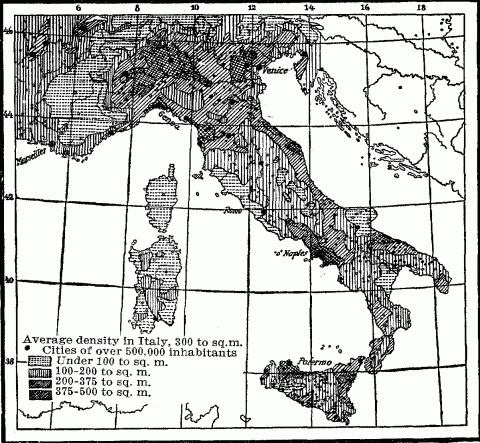 6 8 10 12 14 16 18
46
Venice
44
Genoa
Marseilles
42
Rome
Naples
40
Average density in Italy, 300 to sq.m.
Cities of over 500.000 inhabitants
38
Under 100 to sq. m.
Palermo
100-200 to sq. m.
200-375 to sq. m.
375-500 to sq. m.